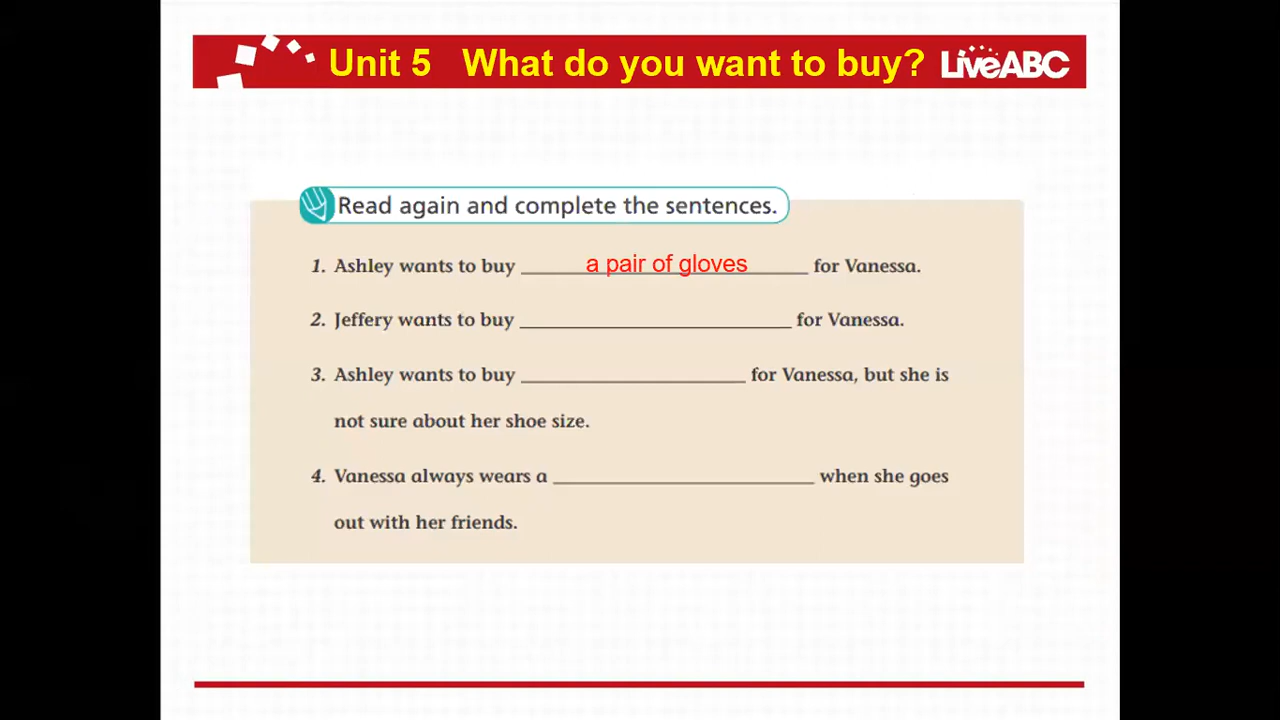 Unit 5 What do you want to buy? LiveABC
Read again and complete the sentences.
1. Ashley wants to buy a pair of gloves for Vanessa.
2. Jeffery wants to buy ____________________ for Vanessa.
3. Ashley wants to buy ____________________ for Vanessa, but she is
not sure about her shoe size.
4. Vanessa always wears a ____________________ when she goes
out with her friends.